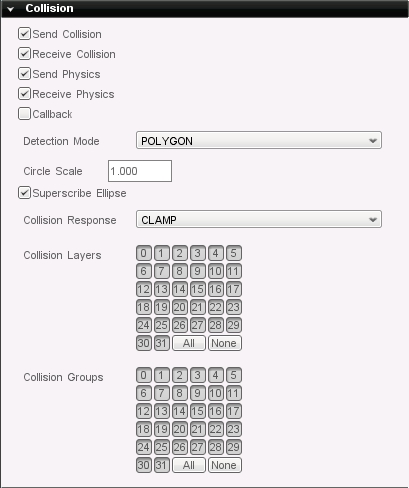 Collision
Send Collision
Receive Collision
Send Physics
Receive Physics
Callback
Detection Mode POLYGON
Circle Scale 1.000
Superscribe Ellipse
Collision Response CLAMP
Collision Layers 0 1 2 3 4 5
6 7 8 9 10 11
12 13 14 15 16 17
18 19 20 21 22 23
24 25 26 27 28 29
30 31 All None
Collision Groups 0 1 2 3 4 5
6 7 8 9 10 11
12 13 14 15 16 17
18 19 20 21 22 23
24 25 26 27 28 29
30 31 All None